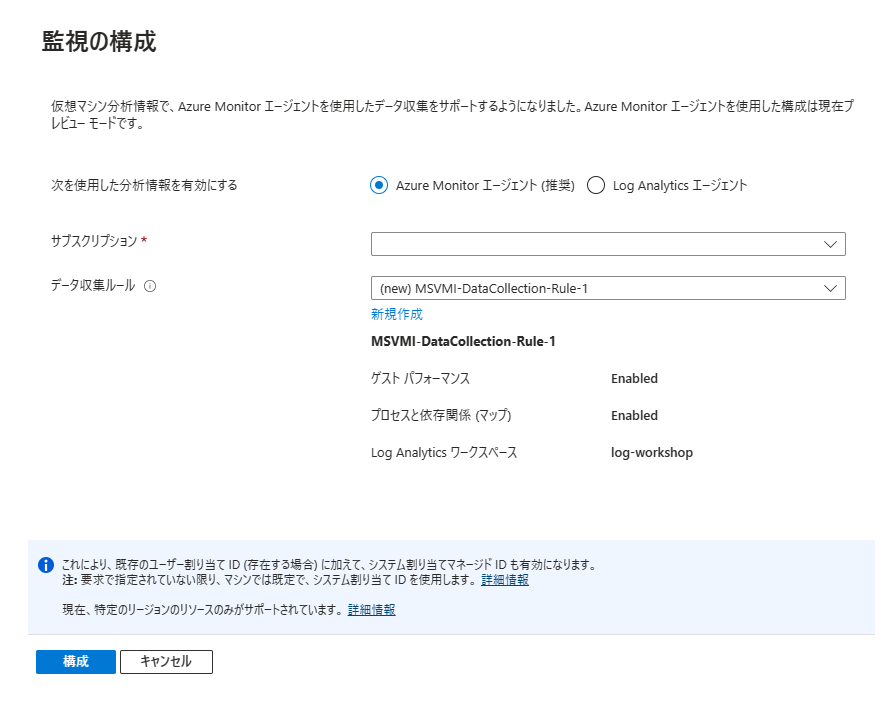 監視の構成
仮想マシン分析情報で、Azure Monitor エージェントを使用したデータ収集をサポートするようになりました。Azure Monitor エージェントを使用した構成は現在プ
レビュー モードです。
次を使用した分析情報を有効にする
Azure Monitor エージェント (推奨)
Log Analytics エージェント
サブスクリプション *
データ収集ルール
(new) MSVMI-DataCollection-Rule-1
新規作成
MSVMI-DataCollection-Rule-1
ゲスト パフォーマンス Enabled
プロセスと依存関係 (マップ) Enabled
Log Analytics ワークスペース log-workshop
これにより、既存のユーザー割り当て ID (存在する場合) に加えて、システム割り当てマネージド ID も有効になります。
注: 要求で指定されていない限り、マシンでは既定で、システム割り当て ID を使用します。 詳細情報
現在、特定のリージョンのリソースのみがサポートされています。 詳細情報
構成 キャンセル